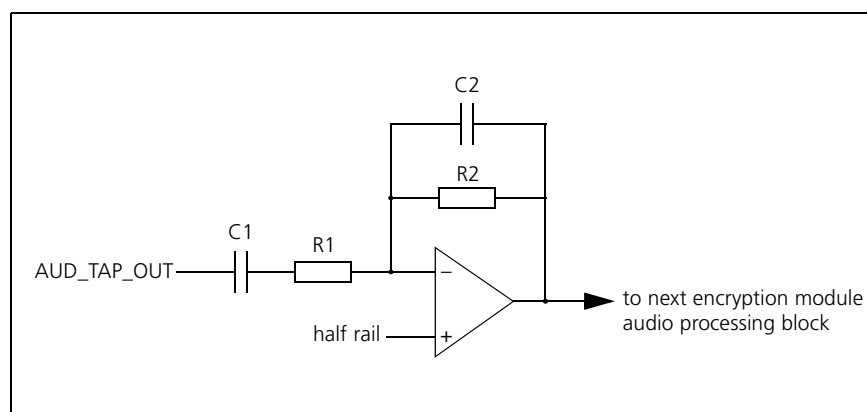 C2
R2
C1
R1
AUD_TAP_OUT
−
half rail
+
to next encryption module
audio processing block